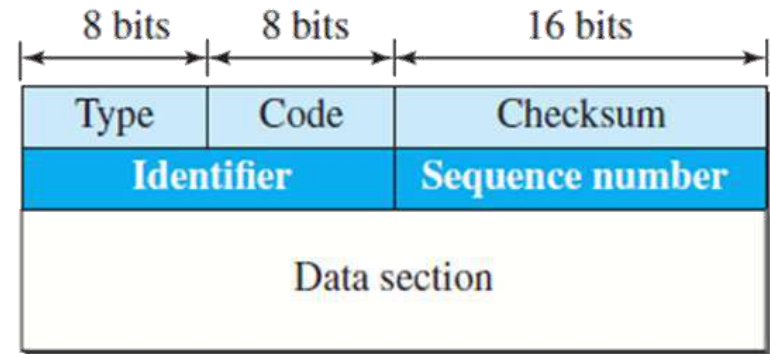 8 bits 8 bits 16 bits
Type Code Checksum
Identifier Sequence number
Data section